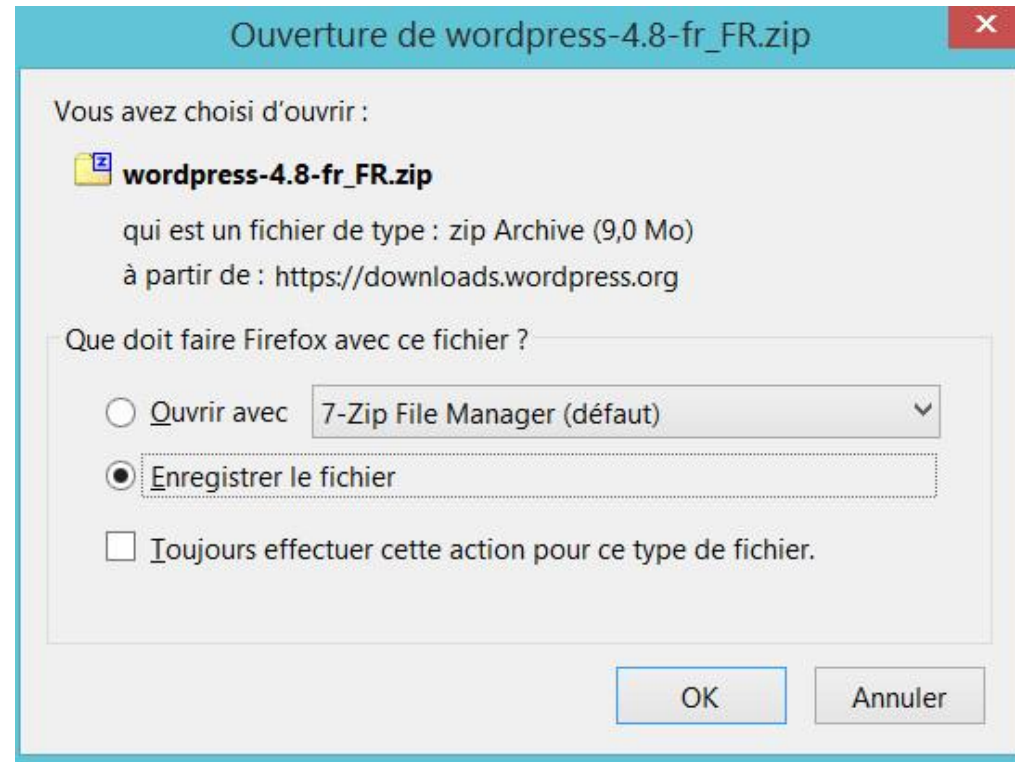 Ouverture de wordpress-4.8-fr_FR.zip
Vous avez choisi d’ouvrir :
wordpress-4.8-fr_FR.zip
qui est un fichier de type : zip Archive (9,0 Mo)
à partir de : https://downloads.wordpress.org
Que doit faire Firefox avec ce fichier ?
Ouvrir avec 7-Zip File Manager (défaut)
Enregistrer le fichier
Toujours effectuer cette action pour ce type de fichier.
OK Annuler